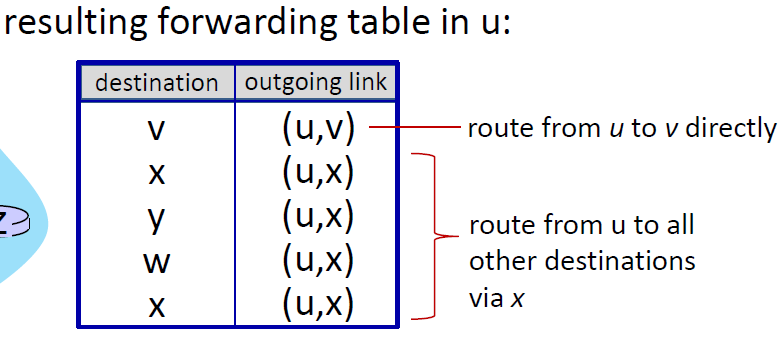 resulting forwarding table in u:
destination outgoing link
v (u,v) route from u to v directly
x (u,x)
y (u,x)
w (u,x)
x (u,x)
route from u to all
other destinations
via x
z